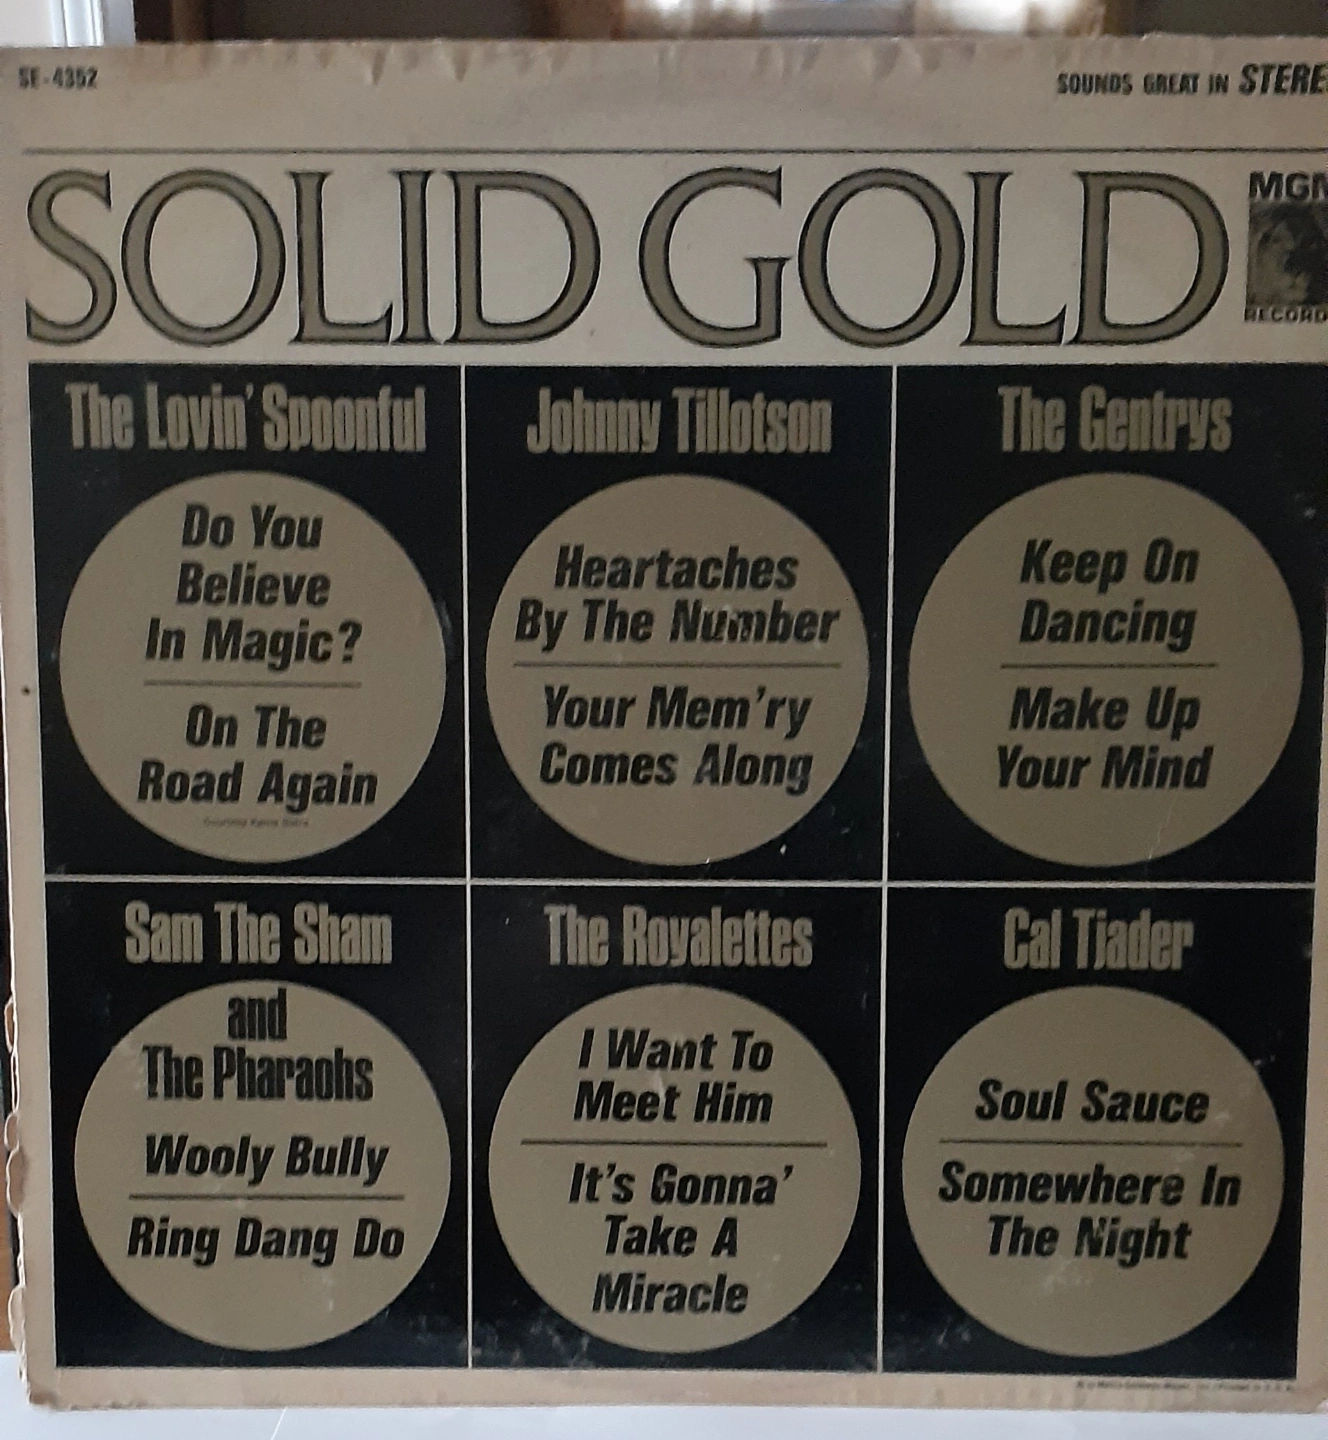 SE-4352
SOUNDS GREAT IN STERE
SOLID GOLD
MGM
RECORD
The Lovin' Spoonful
Do You
Believe
In Magic?
On The
Road Again
Johnny Tillotson
Heartaches
By The Number
Your Mem'ry
Comes Along
The Gentrys
Keep On
Dancing
Make Up
Your Mind
Sam The Sham
and
The Pharaohs
Wooly Bully
Ring Dang Do
The Royalettes
I Want To
Meet Him
It's Gonna'
Take A
Miracle
Cal Tjader
Soul Sauce
Somewhere In
The Night